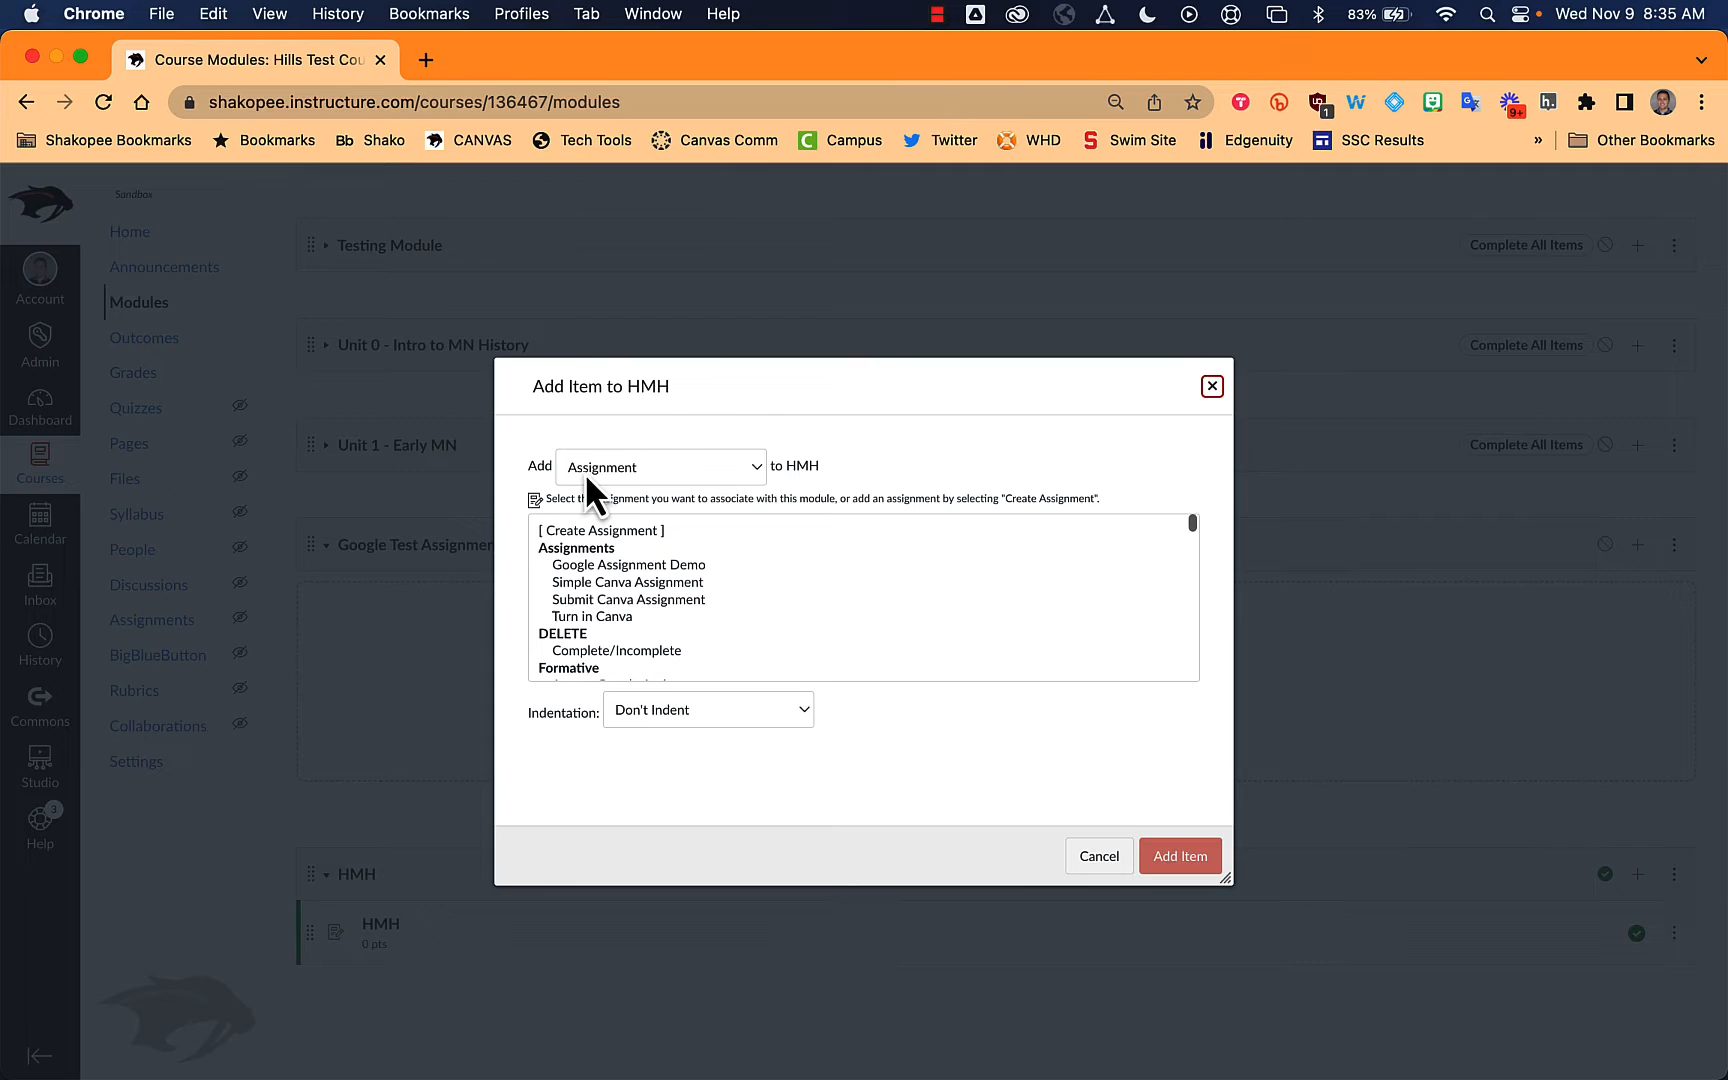 Chrome File Edit View History Bookmarks Profiles Tab Window Help 83% Wed Nov 9 8:35 AM
Course Modules: Hills Test Cou
shakopee.instructure.com/courses/136467/modules
Shakopee Bookmarks Bookmarks Bb Shako CANVAS Tech Tools Canvas Comm Campus Twitter WHD Swim Site Edgenuity SSC Results » Other Bookmarks
Sandbox
Home
Announcements
Modules
Outcomes
Grades
Quizzes
Pages
Files
Syllabus
People
Discussions
Assignments
BigBlueButton
Rubrics
Collaborations
Settings
Account
Admin
Dashboard
Courses
Calendar
Inbox
History
Commons
Studio
3
Help
Testing Module Complete All Items
Unit 0 - Intro to MN History Complete All Items
Unit 1 - Early MN Complete All Items
Google Test Assignmen
Add Item to HMH
Add Assignment to HMH
Select th gnment you want to associate with this module, or add an assignment by selecting "Create Assignment".
[ Create Assignment ]
Assignments
Google Assignment Demo
Simple Canva Assignment
Submit Canva Assignment
Turn in Canva
DELETE
Complete/Incomplete
Formative
Indentation: Don't Indent
Cancel Add Item
HMH
HMH
0 pts